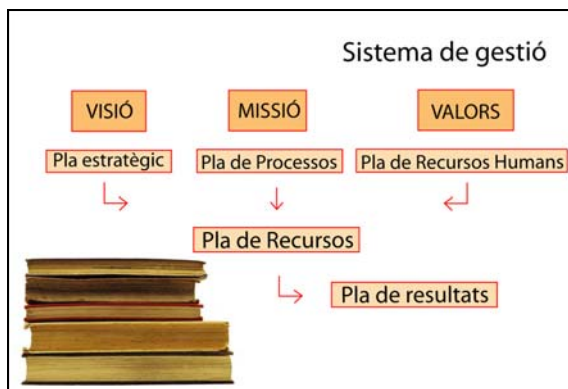 Sistema de gestió
VISIÓ MISSIÓ VALORS
Pla estratègic Pla de Processos Pla de Recursos Humans
Pla de Recursos
Pla de resultats